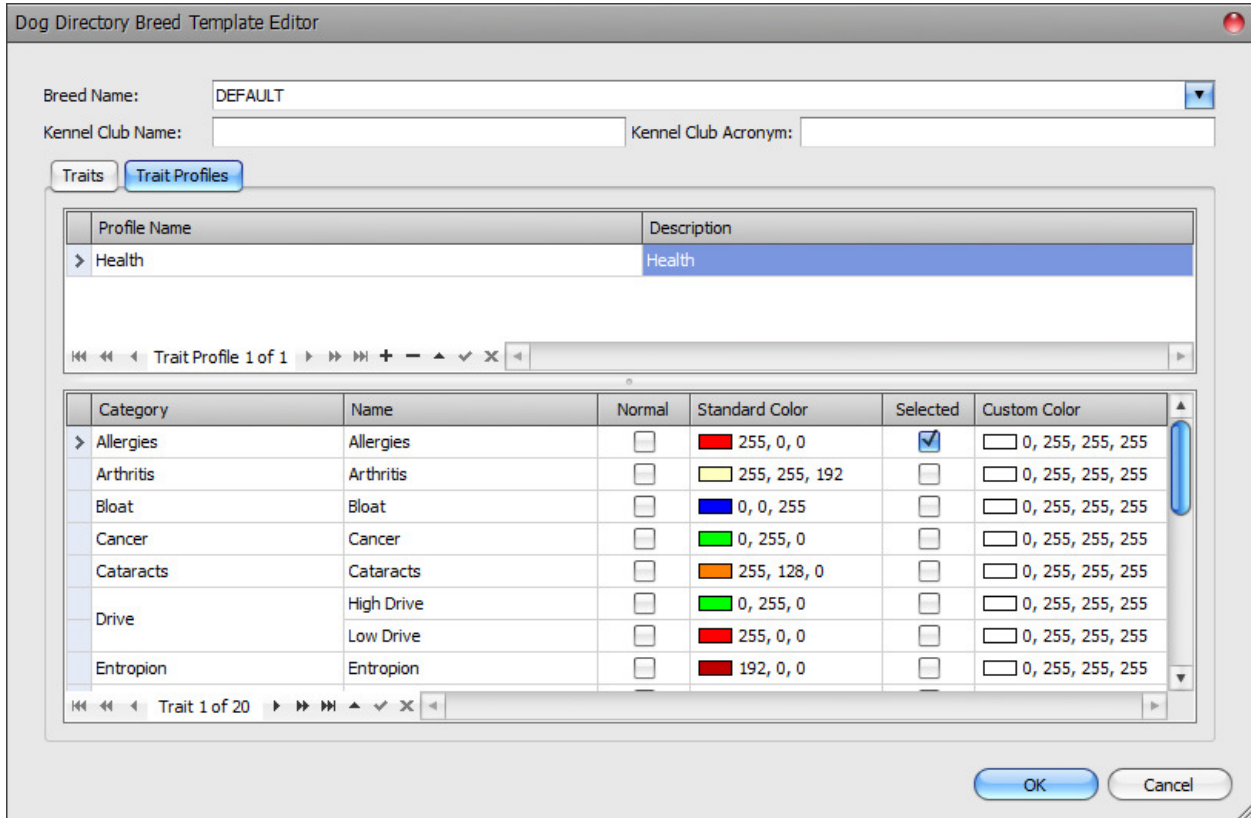 Dog Directory Breed Template Editor
Breed Name: DEFAULT
Kennel Club Name: Kennel Club Acronym:
Traits Trait Profiles
Profile Name Description
Health Health
Trait Profile 1 of 1
Category Name Normal Standard Color Selected Custom Color
Allergies Allergies 255, 0, 0 0, 255, 255, 255
Arthritis Arthritis 255, 255, 192 0, 255, 255, 255
Bloat Bloat 0, 0, 255 0, 255, 255, 255
Cancer Cancer 0, 255, 0 0, 255, 255, 255
Cataracts Cataracts 255, 128, 0 0, 255, 255, 255
Drive High Drive 0, 255, 0 0, 255, 255, 255
Low Drive 255, 0, 0 0, 255, 255, 255
Entropion Entropion 192, 0, 0 0, 255, 255, 255
Trait 1 of 20
OK Cancel